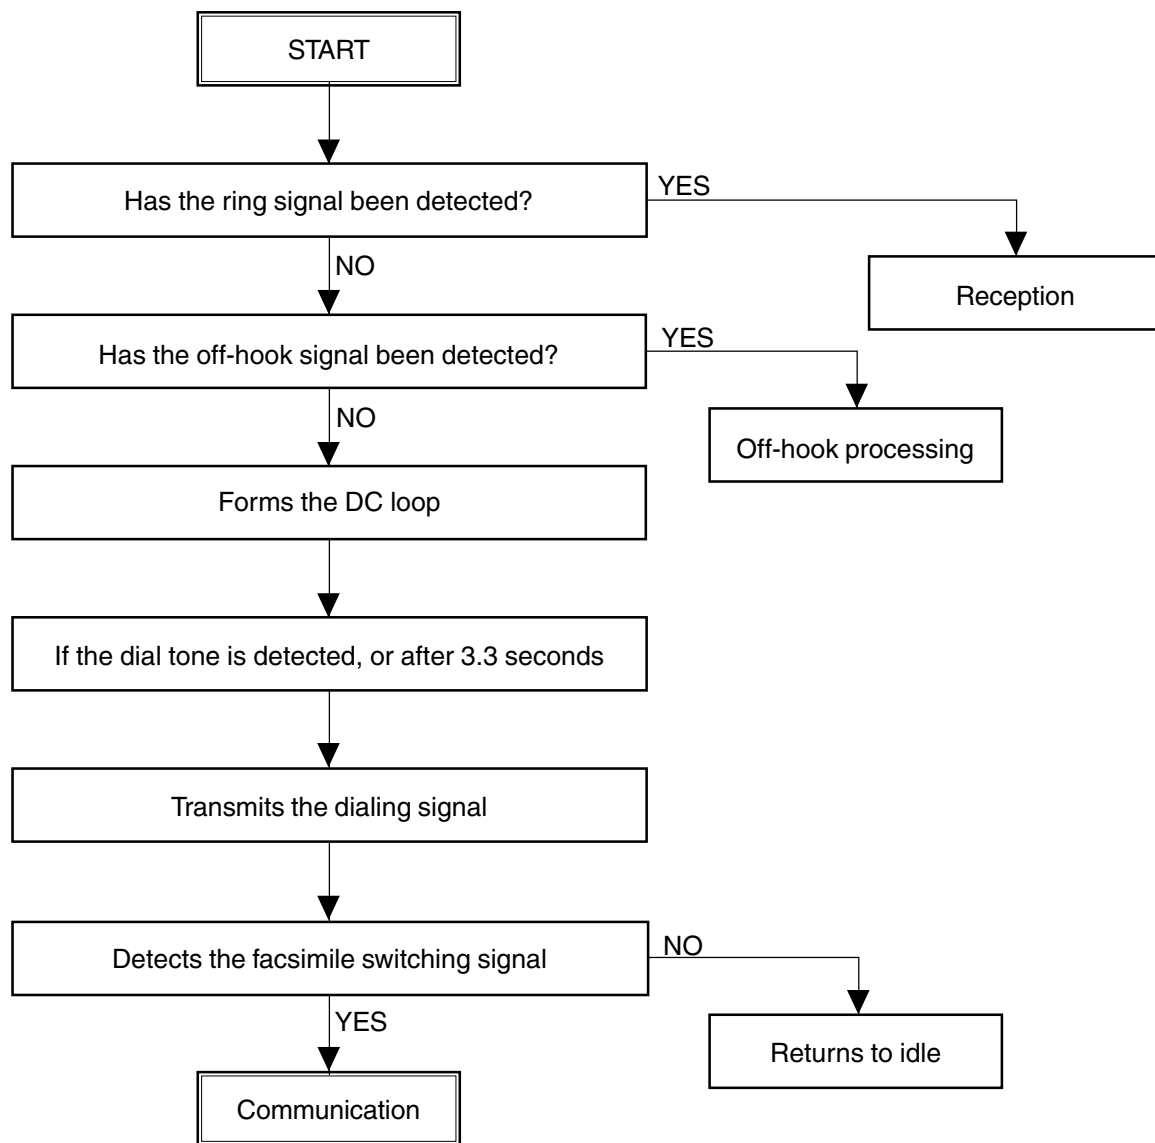 START
Has the ring signal been detected?
YES
Reception
NO
Has the off-hook signal been detected?
YES
Off-hook processing
NO
Forms the DC loop
If the dial tone is detected, or after 3.3 seconds
Transmits the dialing signal
Detects the facsimile switching signal
NO
Returns to idle
YES
Communication